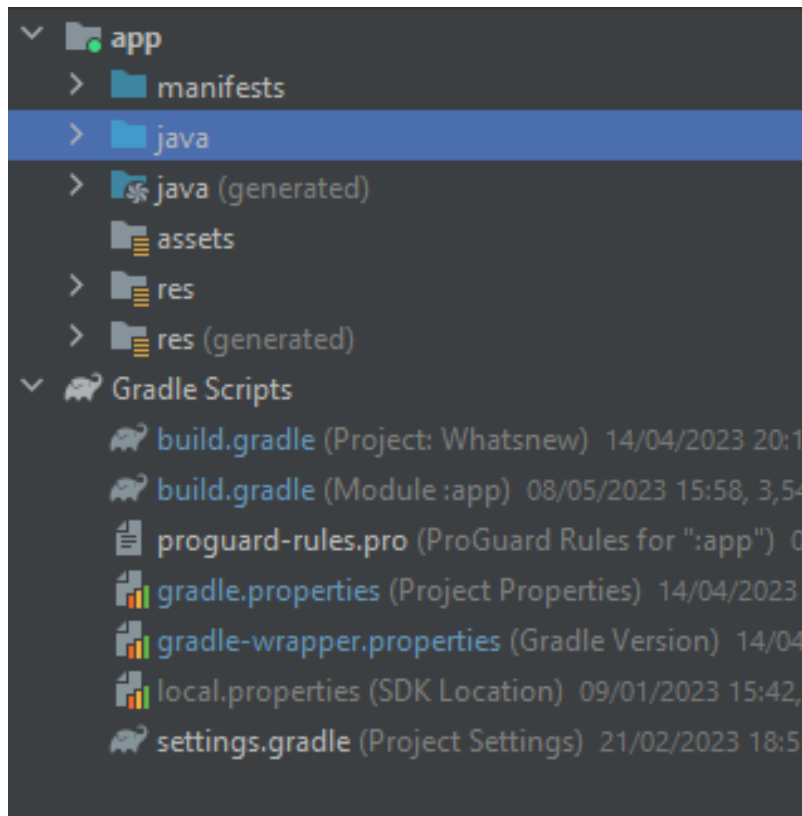 app
manifests
java
java (generated)
assets
res
res (generated)
Gradle Scripts
build.gradle (Project: Whatsnew) 14/04/2023 20:1
build.gradle (Module :app) 08/05/2023 15:58, 3,54
proguard-rules.pro (ProGuard Rules for ":app") 0
gradle.properties (Project Properties) 14/04/2023
gradle-wrapper.properties (Gradle Version) 14/04
local.properties (SDK Location) 09/01/2023 15:42,
settings.gradle (Project Settings) 21/02/2023 18:5